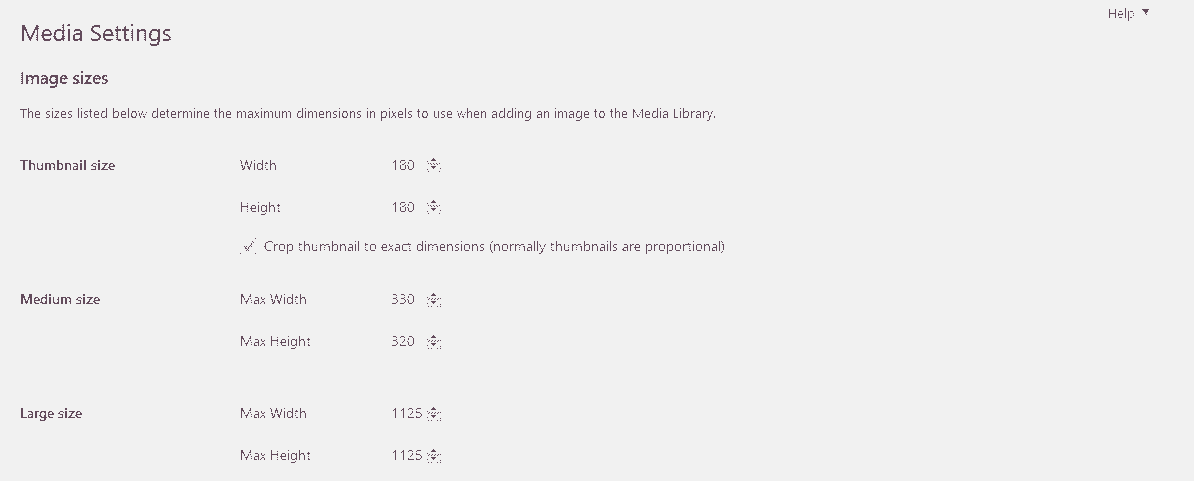 Help
Media Settings
Image sizes
The sizes listed below determine the maximum dimensions in pixels to use when adding an image to the Media Library.
Thumbnail size Width 180
Height 180
Crop thumbnail to exact dimensions (normally thumbnails are proportional)
Medium size Max Width 330
Max Height 320
Large size Max Width 1125
Max Height 1125